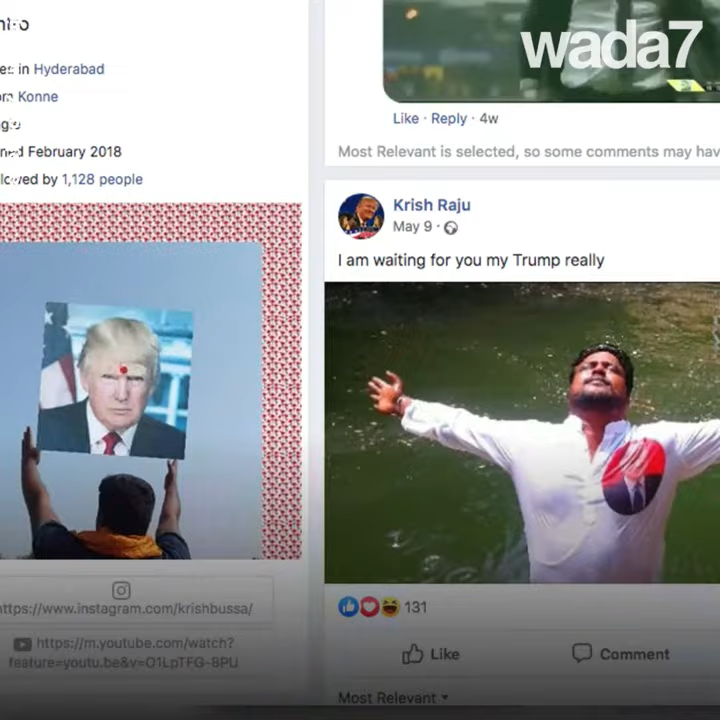 wada7
in Hyderabad
Konne
February 2018
by 1,128 people
Like · Reply · 4w
Most Relevant is selected, so some comments may hav
Krish Raju
May 9 ·
I am waiting for you my Trump really
https://www.instagram.com/krishbussa/
https://m.youtube.com/watch?
feature=youtu.be&v=O1LpTFG-8PU
131
Like
Comment
Most Relevant